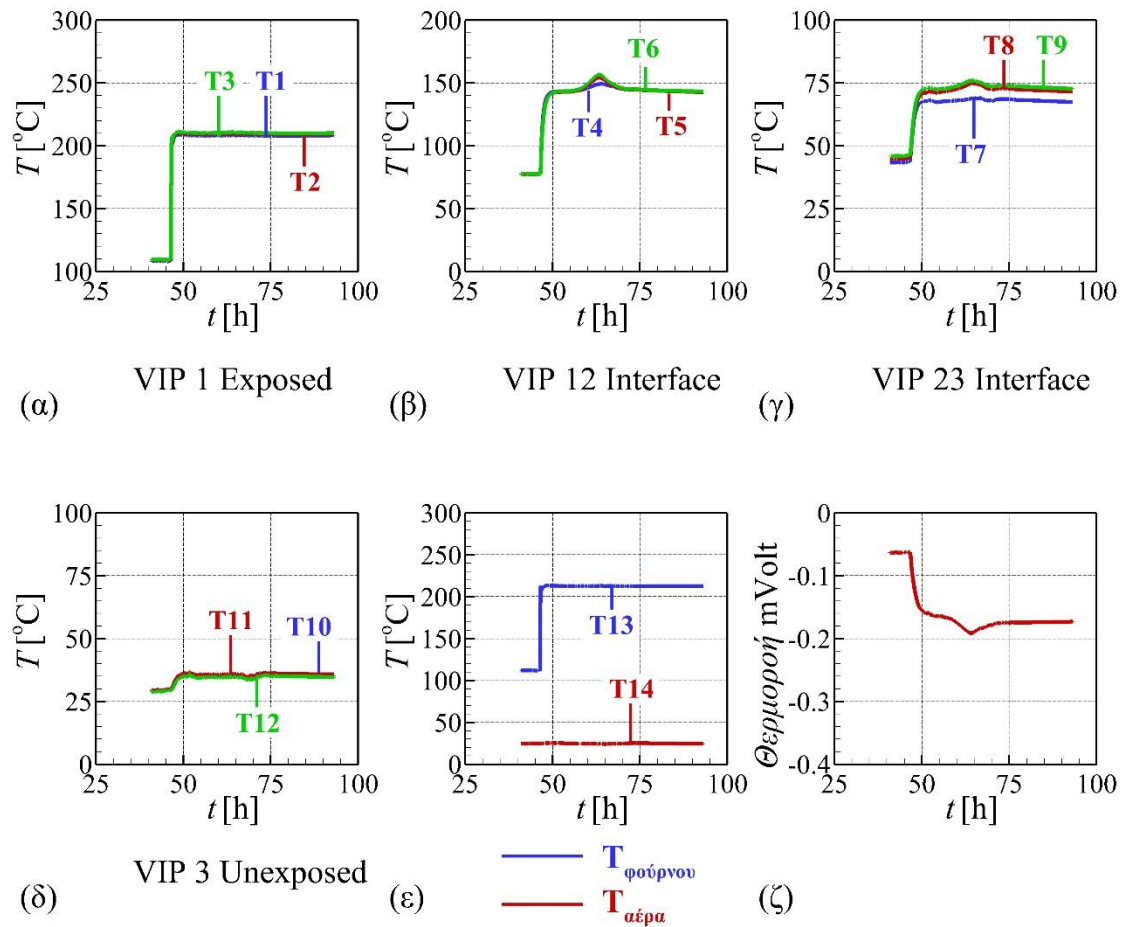 300
250
200
150
100
T [°C]
T3
T1
T2
25 50 75 100
t [h]
VIP 1 Exposed
(α)
200
150
100
50
0
T [°C]
T6
T4
T5
25 50 75 100
t [h]
VIP 12 Interface
(β)
100
75
50
25
0
T [°C]
T8
T9
T7
25 50 75 100
t [h]
VIP 23 Interface
(γ)
100
75
50
25
0
T [°C]
T11
T10
T12
25 50 75 100
t [h]
VIP 3 Unexposed
(δ)
300
250
200
150
100
50
0
T [°C]
T13
T14
25 50 75 100
t [h]
T φούρνου
T αέρα
(ε)
0
-0.1
-0.2
-0.3
-0.4
Θερμοροή mVolt
25 50 75 100
t [h]
(ζ)